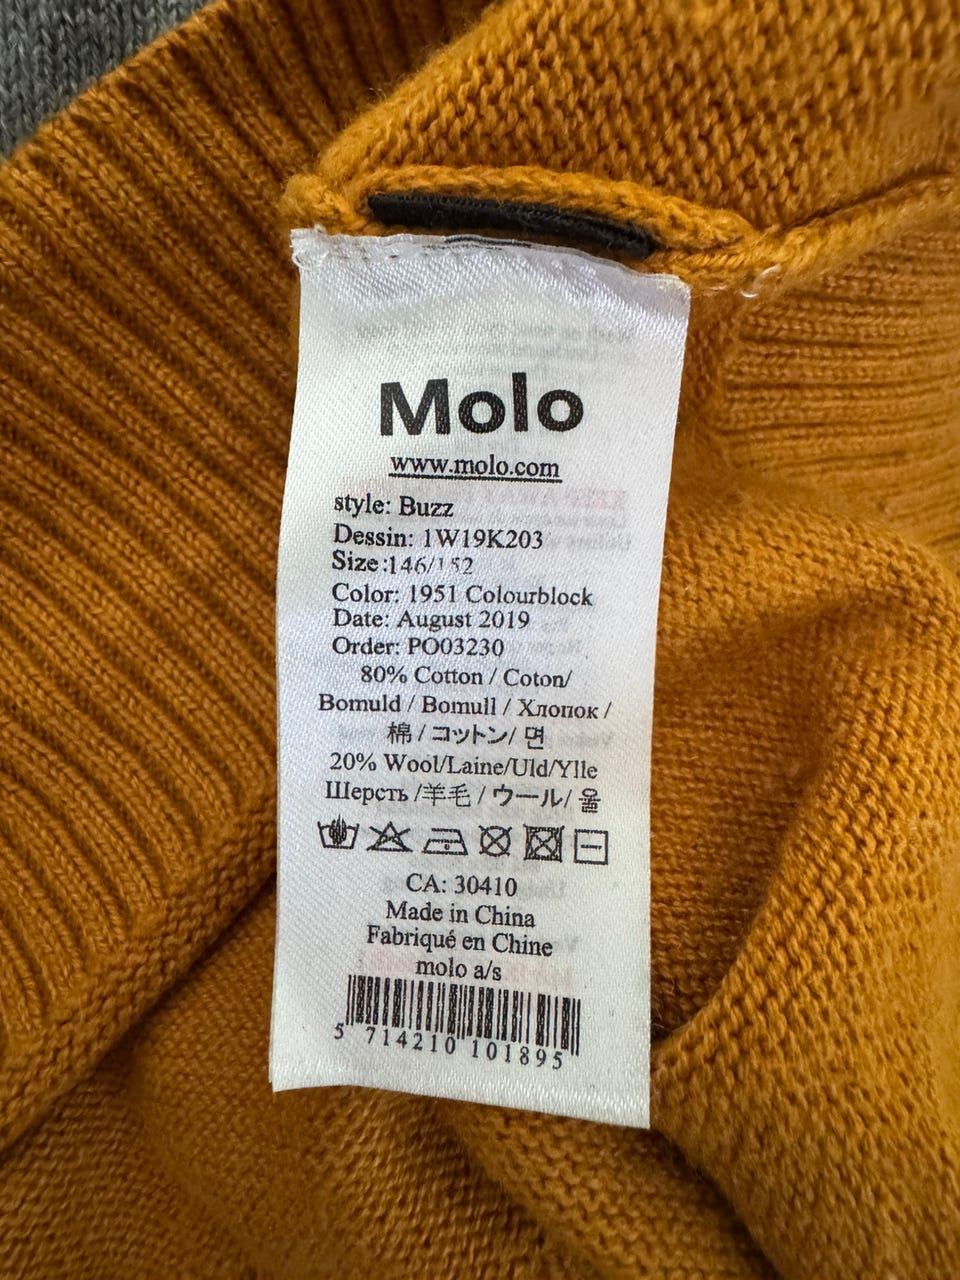 Molo
www.molo.com
style: Buzz
Dessin: 1W19K203
Size:146/152
Color: 1951 Colourblock
Date: August 2019
Order: PO03230
80% Cotton / Coton/
Bomuld / Bomull / Хлопок /
棉 / コットン/ 면
20% Wool/Laine/Uld/Ylle
Шерсть /羊毛 / ウール/ 울
CA: 30410
Made in China
Fabriqué en Chine
molo a/s
5 714210 101895